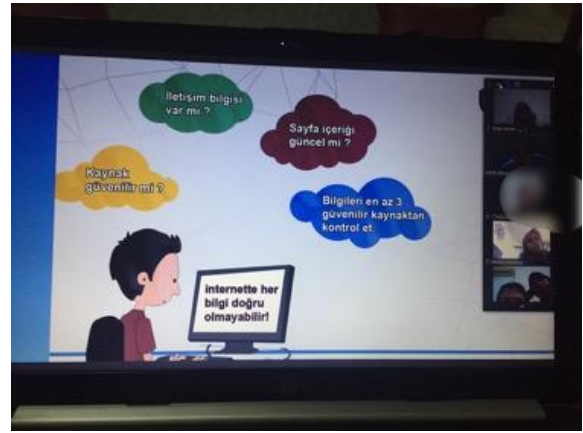 İletişim bilgisi
var mı ?
Sayfa içeriği
güncel mi ?
Kaynak
güvenilir mi ?
Bilgileri en az 3
güvenilir kaynaktan
kontrol et.
internette her
bilgi doğru
olmayabilir!